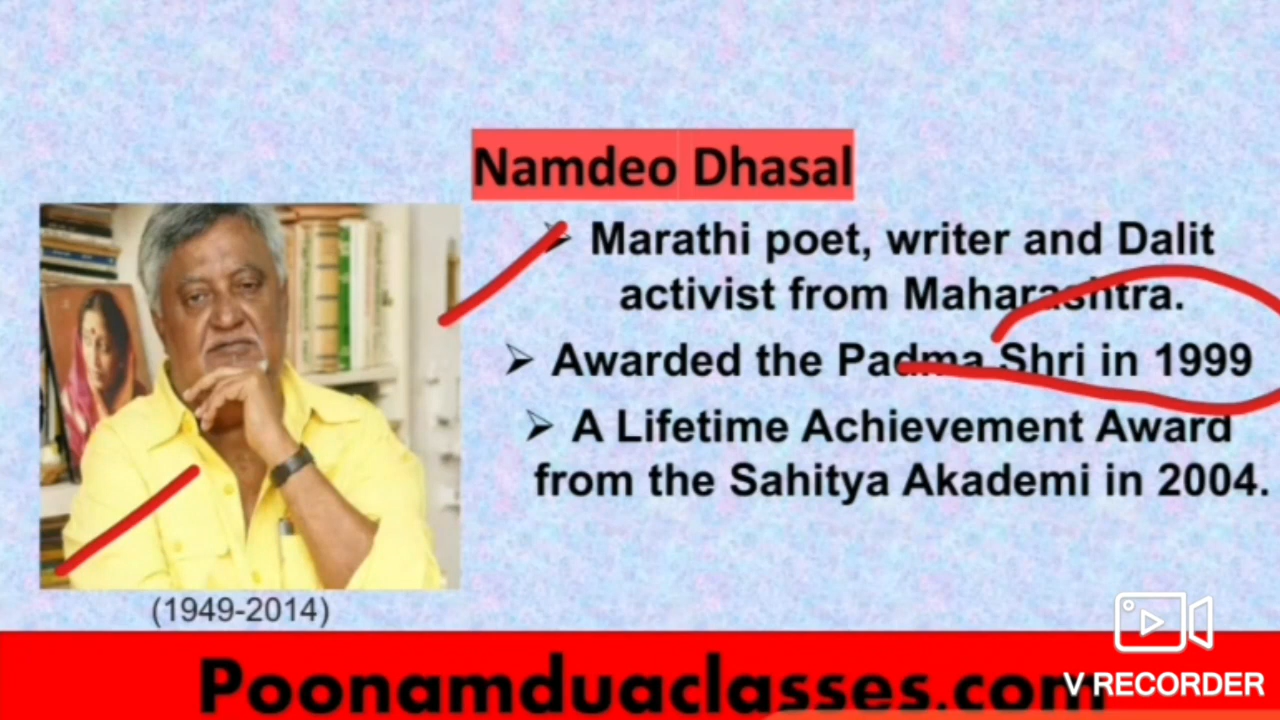 Namdeo Dhasal
➢ Marathi poet, writer and Dalit
activist from Maharashtra.
➢ Awarded the Padma Shri in 1999
➢ A Lifetime Achievement Award
from the Sahitya Akademi in 2004.
(1949-2014)
Poonamduaclasses.com
V RECORDER